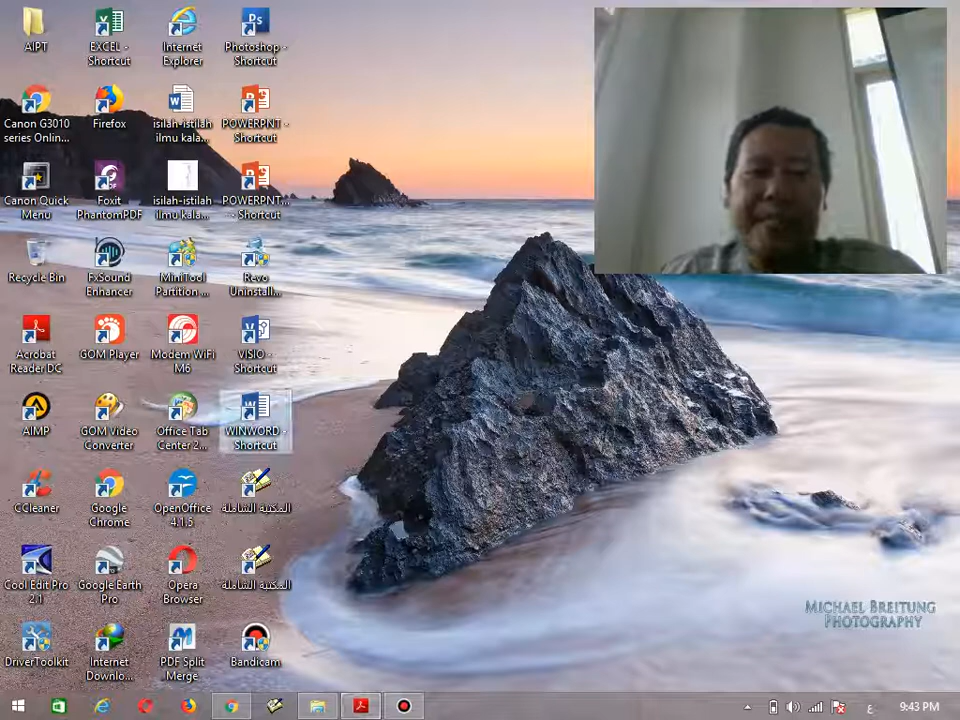 AIPT
EXCEL -
Shortcut
Internet
Explorer
Photoshop -
Shortcut
Canon G3010
series Onlin...
Firefox
isilah-istilah
ilmu kala...
POWERPNT -
Shortcut
Canon Quick
Menu
Foxit
PhantomPDF
isilah-istilah
ilmu kala...
POWERPNT...
- Shortcut
Recycle Bin
FxSound
Enhancer
MiniTool
Partition ...
Revo
Uninstall...
Acrobat
Reader DC
GOM Player
Modem WiFi
M6
VISIO -
Shortcut
AIMP
GOM Video
Converter
Office Tab
Center 2...
WINWORD -
Shortcut
CCleaner
Google
Chrome
OpenOffice
4.1.5
المكتبة الشاملة
Cool Edit Pro
2.1
Google Earth
Pro
Opera
Browser
المكتبة الشاملة
DriverToolkit
Internet
Downlo...
PDF Split
Merge
Bandicam
MICHAEL BREITUNG
PHOTOGRAPHY
ع
9:43 PM